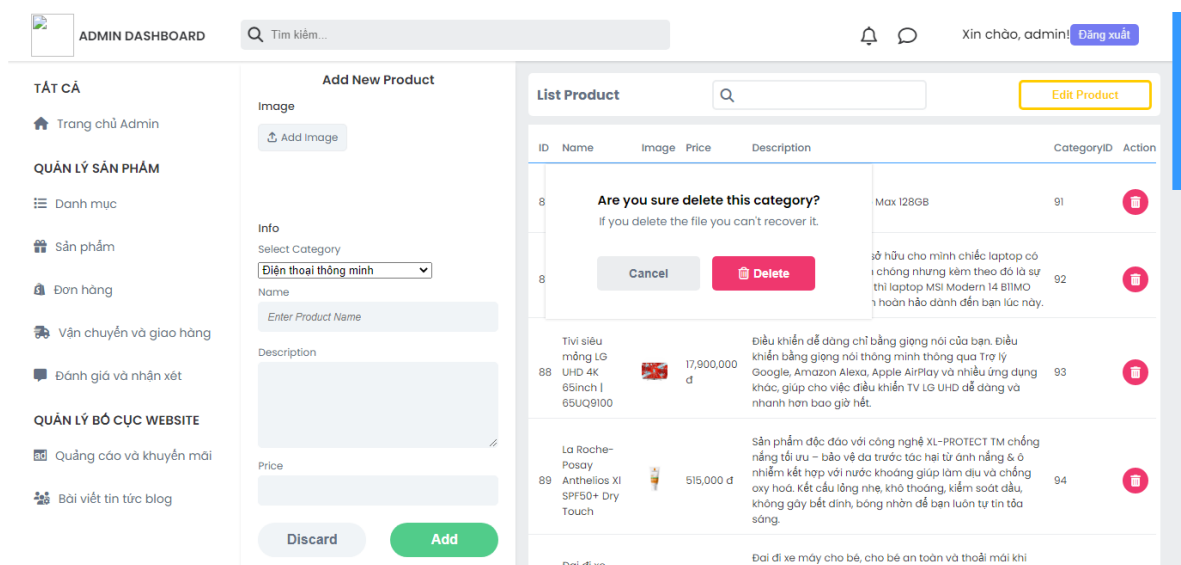 ADMIN DASHBOARD
Tìm kiếm...
Xin chào, admin!
Đăng xuất
TẤT CẢ
Trang chủ Admin
QUẢN LÝ SẢN PHẨM
Danh mục
Sản phẩm
Đơn hàng
Vận chuyển và giao hàng
Đánh giá và nhận xét
QUẢN LÝ BỐ CỤC WEBSITE
Quảng cáo và khuyến mãi
Bài viết tin tức blog
Add New Product
Image
Add Image
Info
Select Category
Điện thoại thông minh
Name
Enter Product Name
Description
Price
Discard
Add
List Product
Edit Product
ID Name Image Price Description CategoryID Action
Are you sure delete this category?
If you delete the file you can't recover it.
Cancel
Delete
8
Max 128GB
91
8
sở hữu cho mình chiếc laptop có
chóng nhưng kèm theo đó là sự
thì laptop MSI Modern 14 B11MO
hoàn hảo dành đến bạn lúc này.
92
88
Tivi siêu
mỏng LG
UHD 4K
65inch |
65UQ9100
17,900,000
đ
Điều khiển dễ dàng chỉ bằng giọng nói của bạn. Điều
khiển bằng giọng nói thông minh thông qua Trợ lý
Google, Amazon Alexa, Apple AirPlay và nhiều ứng dụng
khác, giúp cho việc điều khiển TV LG UHD dễ dàng và
nhanh hơn bao giờ hết.
93
89
La Roche-
Posay
Anthelios Xl
SPF50+ Dry
Touch
515,000 đ
Sản phẩm độc đáo với công nghệ XL-PROTECT TM chống
nắng tối ưu – bảo vệ da trước tác hại từ ánh nắng & ô
nhiễm kết hợp với nước khoáng giúp làm dịu và chống
oxy hoá. Kết cấu lỏng nhẹ, khô thoáng, kiểm soát dầu,
không gây bết dính, bóng nhờn để bạn luôn tự tin tỏa
sáng.
94
Đai đi xe
Đai đi xe máy cho bé, cho bé an toàn và thoải mái khi